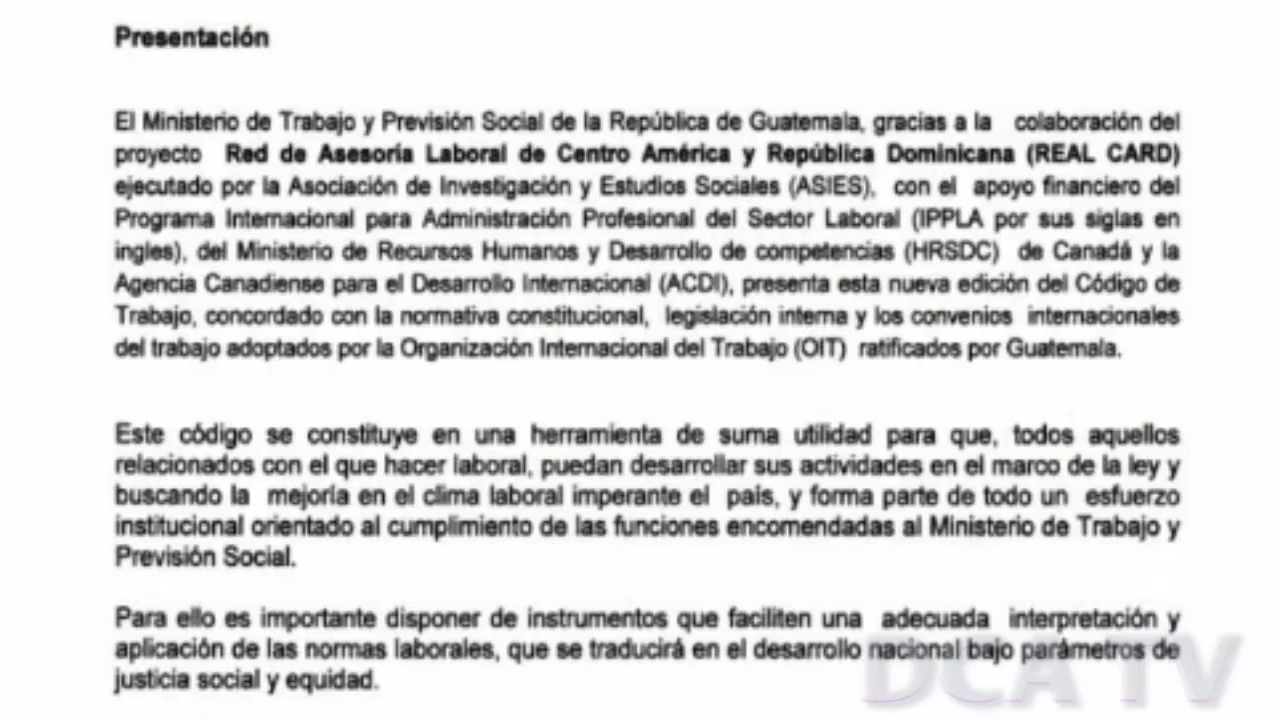 Presentación
El Ministerio de Trabajo y Previsión Social de la República de Guatemala, gracias a la colaboración del
proyecto Red de Asesoría Laboral de Centro América y República Dominicana (REAL CARD)
ejecutado por la Asociación de Investigación y Estudios Sociales (ASIES), con el apoyo financiero del
Programa Internacional para Administración Profesional del Sector Laboral (IPPLA por sus siglas en
ingles), del Ministerio de Recursos Humanos y Desarrollo de competencias (HRSDC) de Canadá y la
Agencia Canadiense para el Desarrollo Internacional (ACDI), presenta esta nueva edición del Código de
Trabajo, concordado con la normativa constitucional, legislación interna y los convenios internacionales
del trabajo adoptados por la Organización Internacional del Trabajo (OIT) ratificados por Guatemala.
Este código se constituye en una herramienta de suma utilidad para que, todos aquellos
relacionados con el que hacer laboral, puedan desarrollar sus actividades en el marco de la ley y
buscando la mejoría en el clima laboral imperante el país, y forma parte de todo un esfuerzo
institucional orientado al cumplimiento de las funciones encomendadas al Ministerio de Trabajo y
Previsión Social.
Para ello es importante disponer de instrumentos que faciliten una adecuada interpretación y
aplicación de las normas laborales, que se traducirá en el desarrollo nacional bajo parámetros de
justicia social y equidad.
DCA TV